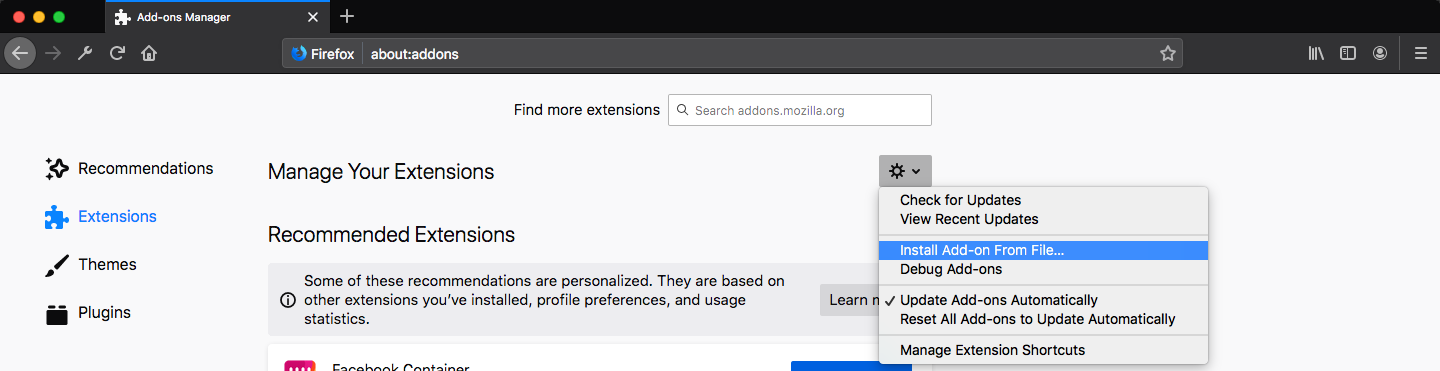 Add-ons Manager
Firefox
about:addons
Find more extensions
Search addons.mozilla.org
Recommendations
Extensions
Themes
Plugins
Manage Your Extensions
Check for Updates
View Recent Updates
Install Add-on From File...
Debug Add-ons
Update Add-ons Automatically
Reset All Add-ons to Update Automatically
Manage Extension Shortcuts
Recommended Extensions
Some of these recommendations are personalized. They are based on
other extensions you've installed, profile preferences, and usage
statistics.
Learn
Facebook Container